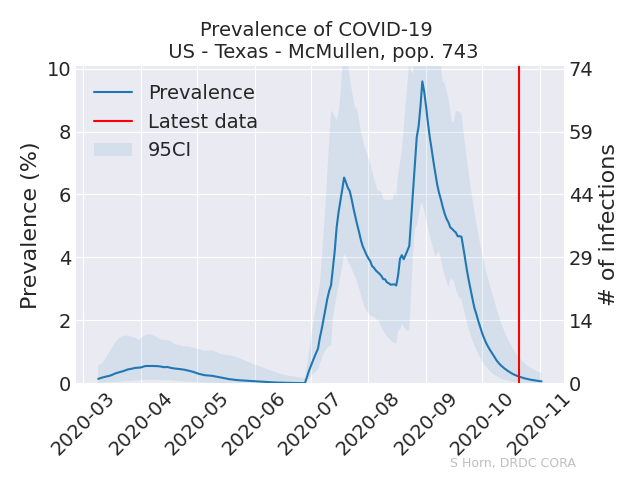 Prevalence of COVID-19
US - Texas - McMullen, pop. 743
Prevalence (%)
10
8
6
4
2
0
Prevalence
Latest data
95CI
74
59
44
29
14
0
# of infections
2020-03
2020-04
2020-05
2020-06
2020-07
2020-08
2020-09
2020-10
2020-11
S Horn, DRDC CORA